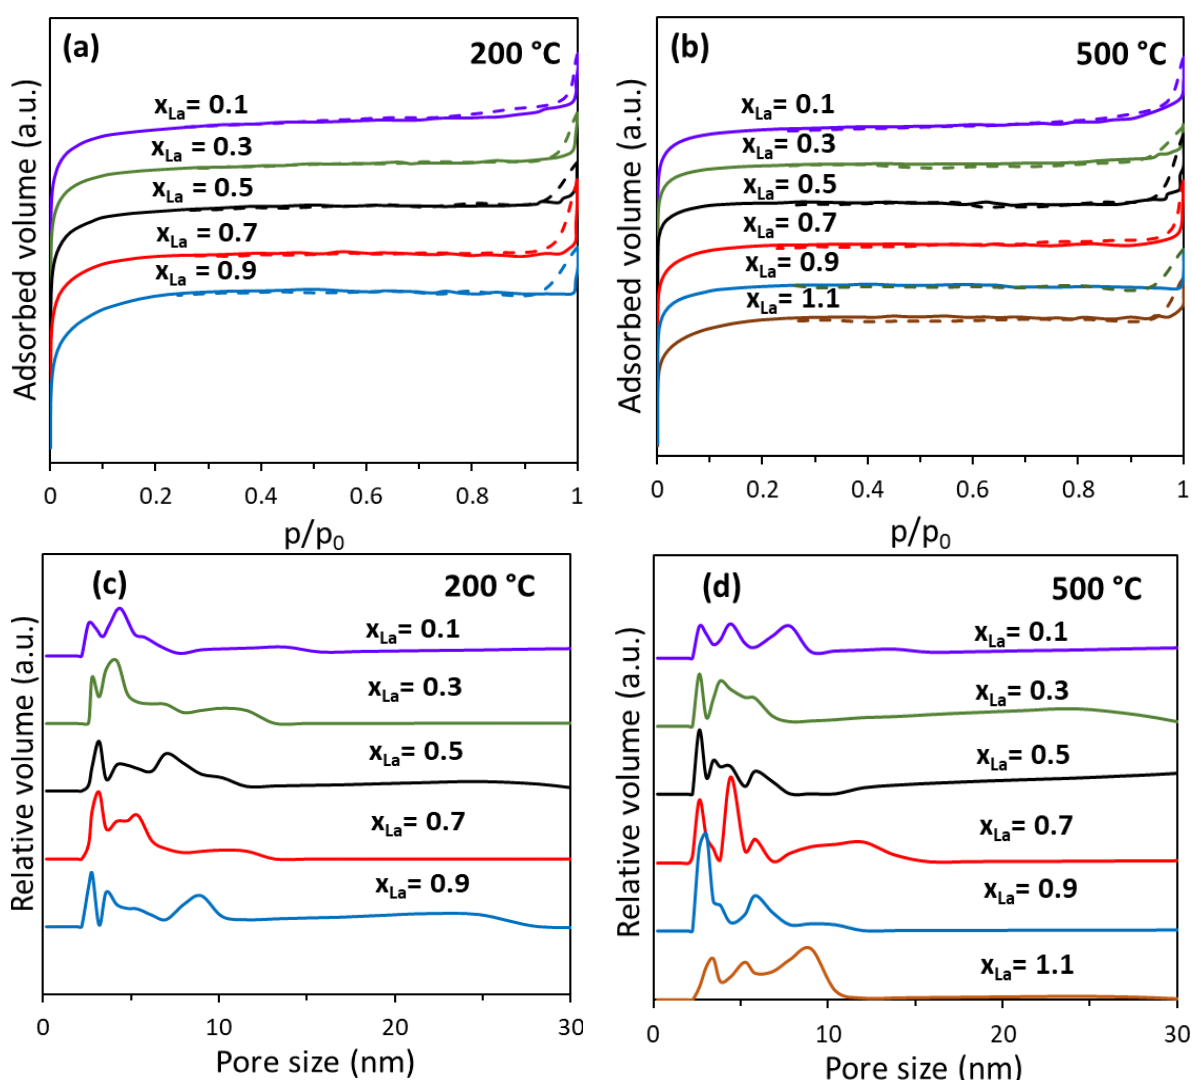 (a) 200 °C
Adsorbed volume (a.u.)
xLa= 0.1
xLa= 0.3
xLa = 0.5
xLa = 0.7
xLa = 0.9
0 0.2 0.4 0.6 0.8 1
p/p0
(b) 500 °C
Adsorbed volume (a.u.)
xLa= 0.1
xLa= 0.3
xLa= 0.5
xLa= 0.7
xLa= 0.9
xLa= 1.1
0 0.2 0.4 0.6 0.8 1
p/p0
(c) 200 °C
Relative volume (a.u.)
xLa= 0.1
xLa= 0.3
xLa= 0.5
xLa= 0.7
xLa= 0.9
0 10 20 30
Pore size (nm)
(d) 500 °C
Relative volume (a.u.)
xLa= 0.1
xLa= 0.3
xLa= 0.5
xLa= 0.7
xLa= 0.9
xLa= 1.1
0 10 20 30
Pore size (nm)